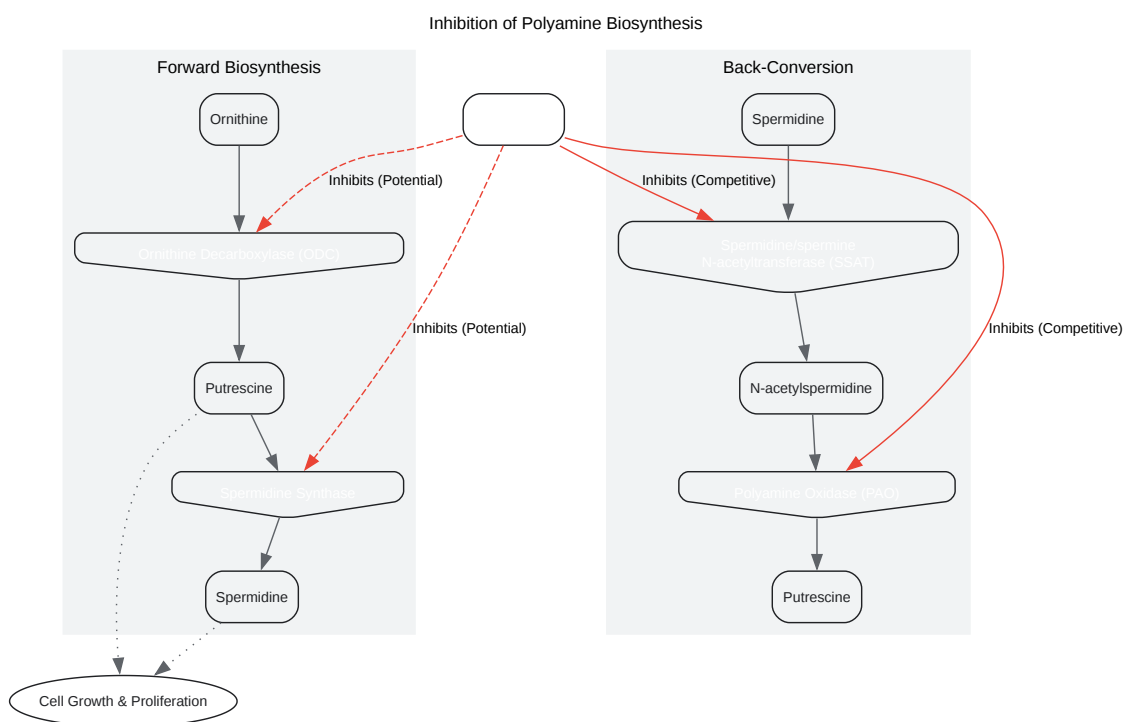 Inhibition of Polyamine Biosynthesis
Forward Biosynthesis
Back-Conversion
Ornithine
Spermidine
Inhibits (Potential)
Inhibits (Competitive)
Ornithine Decarboxylase (ODC)
Spermidine/spermine
N-acetyltransferase (SSAT)
Inhibits (Potential)
Inhibits (Competitive)
Putrescine
N-acetylspermidine
Spermidine Synthase
Polyamine Oxidase (PAO)
Spermidine
Putrescine
Cell Growth & Proliferation